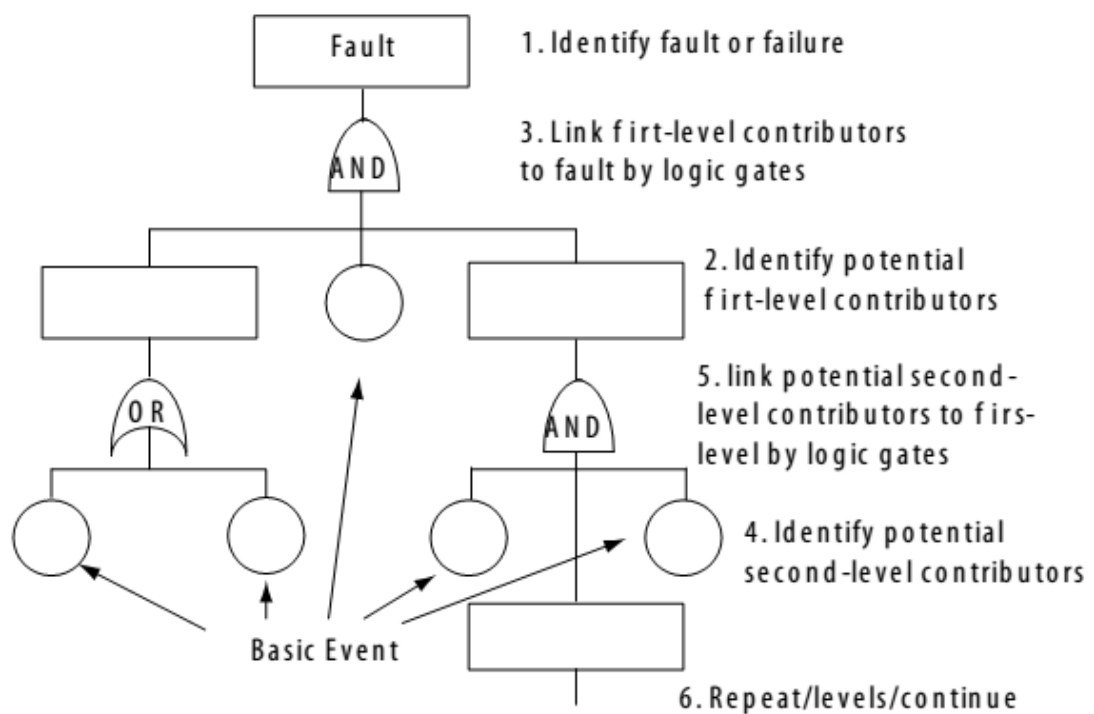 Fault
1. Identify fault or failure
3. Link firt-level contributors
to fault by logic gates
AND
2. Identify potential
firt-level contributors
5. link potential second-
level contributors to firs-
level by logic gates
OR
AND
4. Identify potential
second-level contributors
Basic Event
6. Repeat/levels/continue